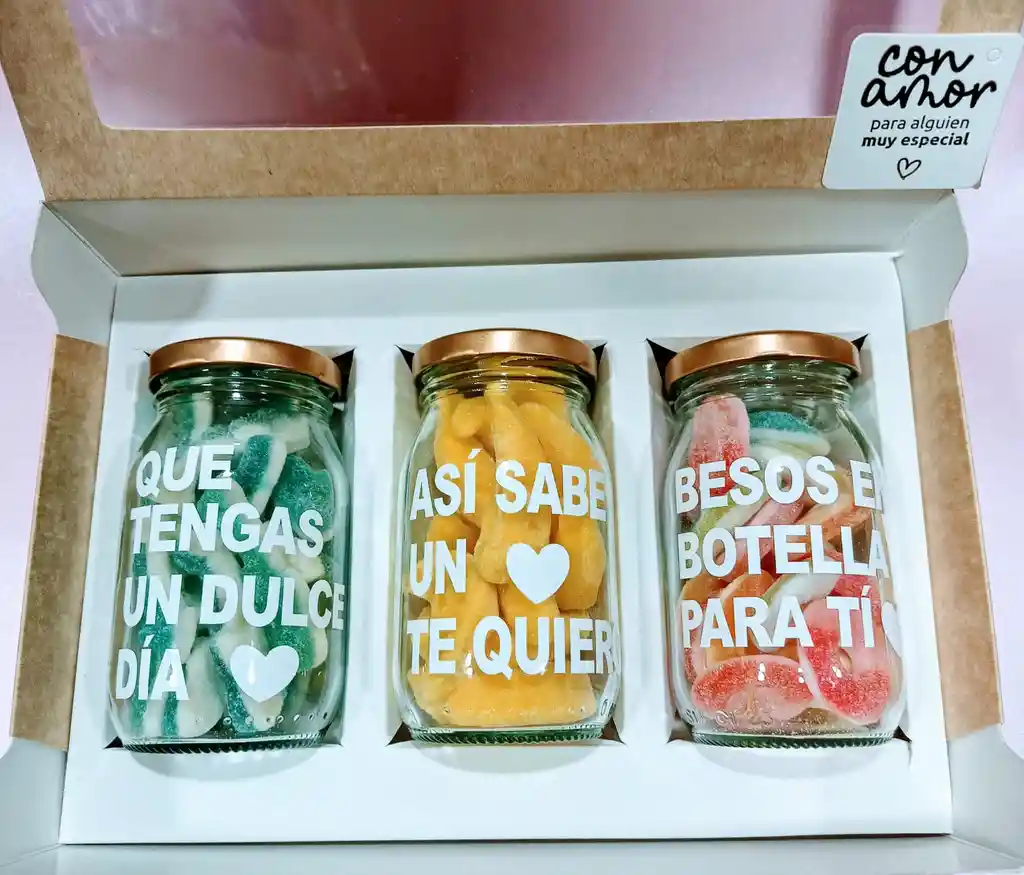 con
amor
para alguien
muy especial
QUE
TENGAS
UN DULCE
DÍA
ASÍ SABE
UN
TE QUIER
BESOS E
BOTELLA
PARA TÍ